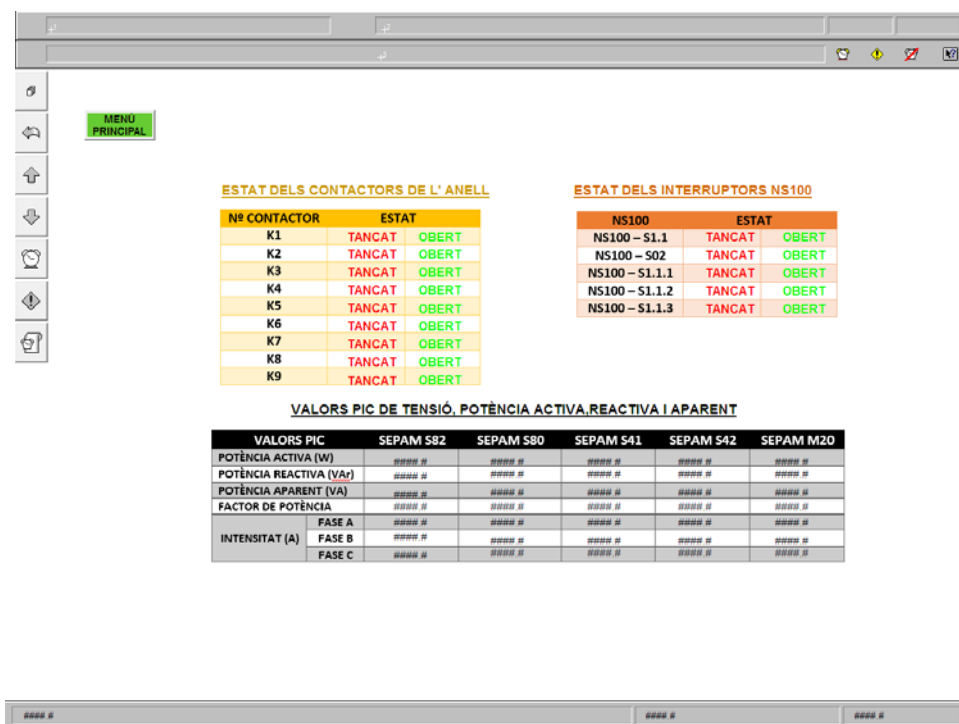 MENÚ
PRINCIPAL
ESTAT DELS CONTACTORS DE L' ANELL
Nº CONTACTOR ESTAT
K1 TANCAT OBERT
K2 TANCAT OBERT
K3 TANCAT OBERT
K4 TANCAT OBERT
K5 TANCAT OBERT
K6 TANCAT OBERT
K7 TANCAT OBERT
K8 TANCAT OBERT
K9 TANCAT OBERT
ESTAT DELS INTERRUPTORS NS100
NS100 ESTAT
NS100 – S1.1 TANCAT OBERT
NS100 – S02 TANCAT OBERT
NS100 – S1.1.1 TANCAT OBERT
NS100 – S1.1.2 TANCAT OBERT
NS100 – S1.1.3 TANCAT OBERT
VALORS PIC DE TENSIÓ, POTÈNCIA ACTIVA,REACTIVA I APARENT
VALORS PIC SEPAM S82 SEPAM S80 SEPAM S41 SEPAM S42 SEPAM M20
POTÈNCIA ACTIVA (W) ####.# ####.# ####.# ####.# ####.#
POTÈNCIA REACTIVA (VAr) ####.# ####.# ####.# ####.# ####.#
POTÈNCIA APARENT (VA) ####.# ####.# ####.# ####.# ####.#
FACTOR DE POTÈNCIA ####.# ####.# ####.# ####.# ####.#
INTENSITAT (A)
FASE A ####.# ####.# ####.# ####.# ####.#
FASE B ####.# ####.# ####.# ####.# ####.#
FASE C ####.# ####.# ####.# ####.# ####.#
####.# ####.# ####.#